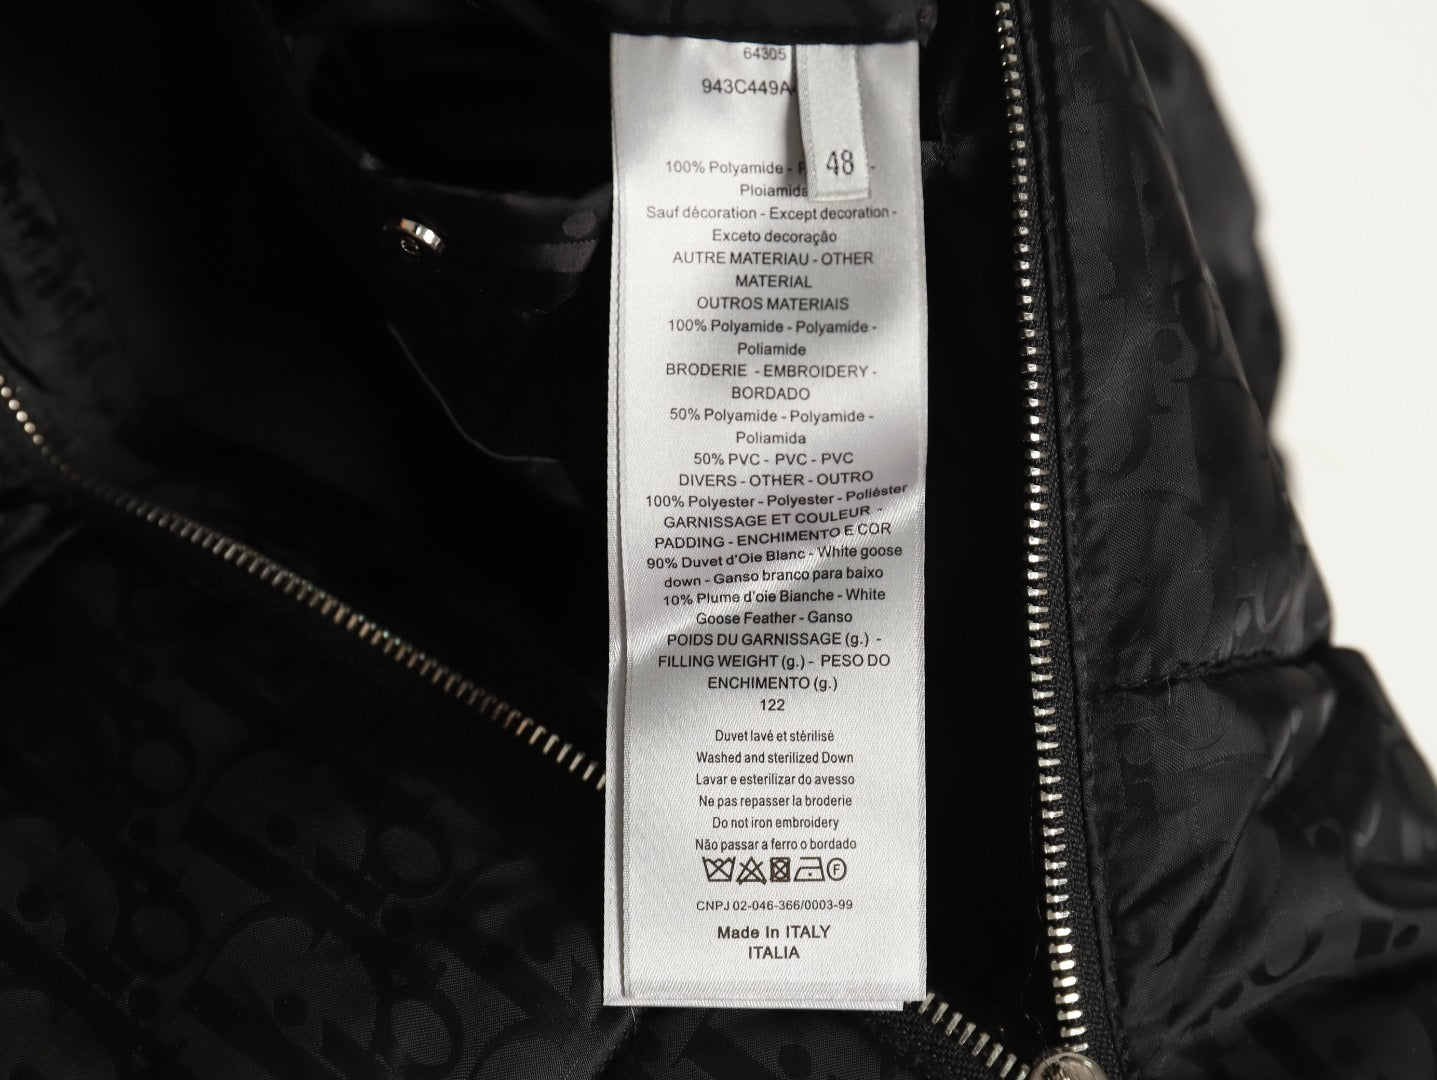 64305
943C449A
48
100% Polyamide -
Ploiamida
Sauf décoration - Except decoration -
Exceto decoração
AUTRE MATERIAU - OTHER
MATERIAL
OUTROS MATERIAIS
100% Polyamide - Polyamide -
Poliamide
BRODERIE - EMBROIDERY -
BORDADO
50% Polyamide - Polyamide -
Poliamida
50% PVC - PVC - PVC
DIVERS - OTHER - OUTRO
100% Polyester - Polyester - Poliéster
GARNISSAGE ET COULEUR -
PADDING - ENCHIMENTO E COR
90% Duvet d'Oie Blanc - White goose
down - Ganso branco para baixo
10% Plume d'oie Bianche - White
Goose Feather - Ganso
POIDS DU GARNISSAGE (g.) -
FILLING WEIGHT (g.) - PESO DO
ENCHIMENTO (g.)
122
Duvet lavé et stérilisé
Washed and sterilized Down
Lavar e esterilizar do avesso
Ne pas repasser la broderie
Do not iron embroidery
Não passar a ferro o bordado
F
CNPJ 02-046-366/0003-99
Made In ITALY
ITALIA